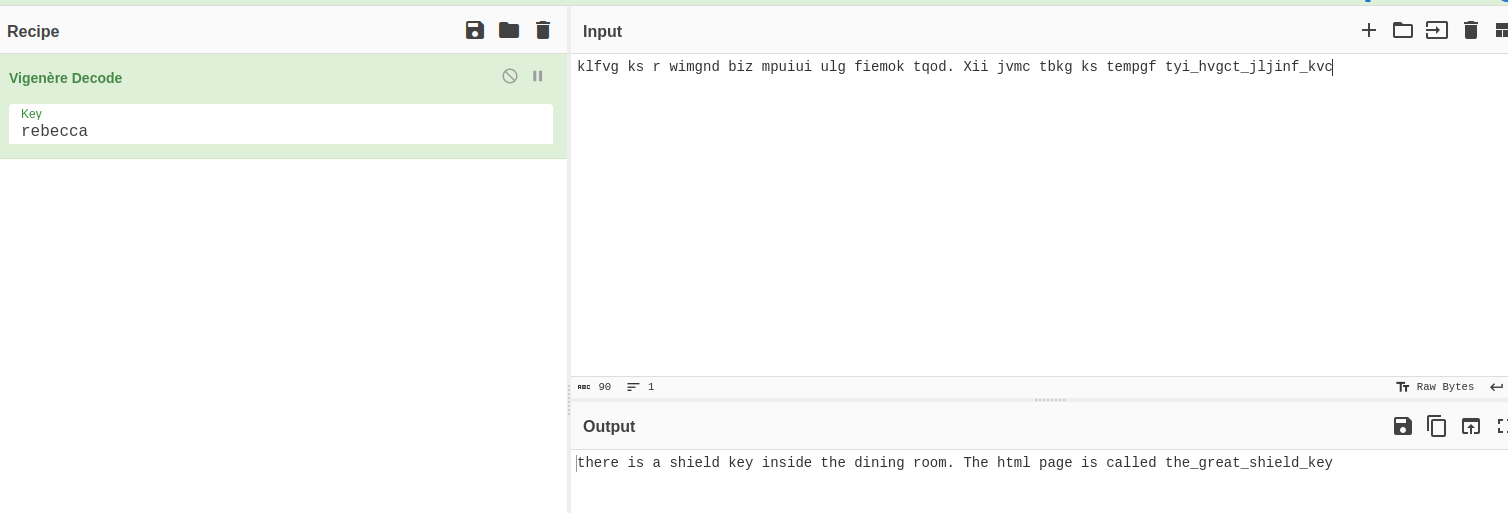 Recipe
Input
Vigenère Decode
Key
rebecca
klfvg ks r wimgnd biz mpuiui ulg fiemok tqod. Xii jvmc tbkg ks tempgf tyi_hvgct_jljinf_kvc
ABC 90 1
Raw Bytes
Output
there is a shield key inside the dining room. The html page is called the_great_shield_key